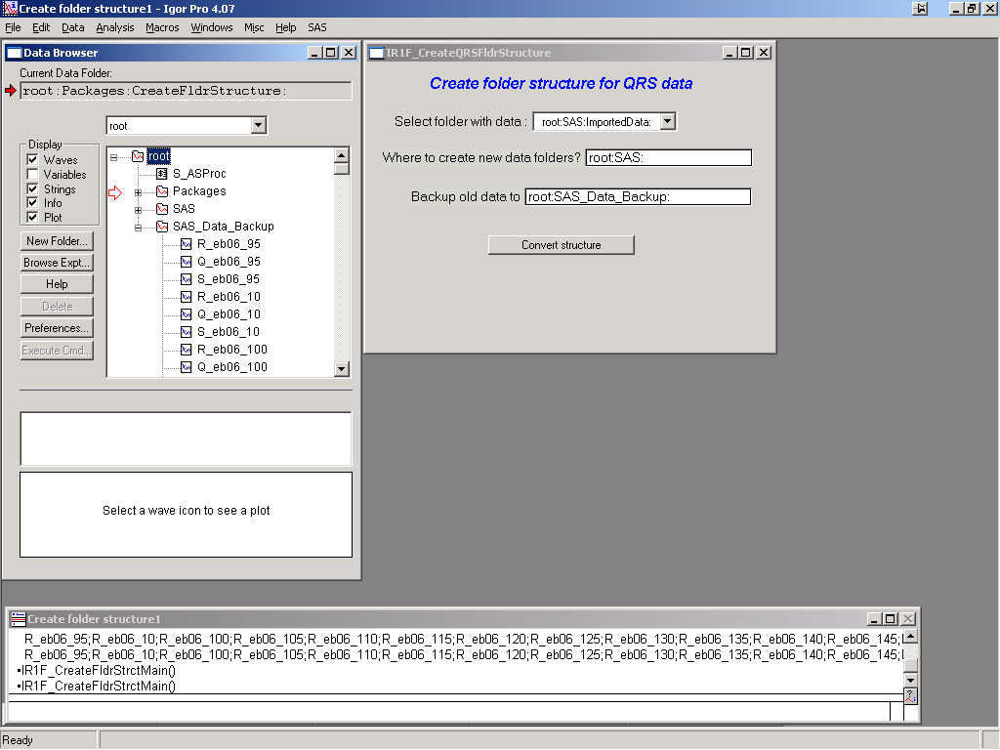 Create folder structure1 - Igor Pro 4.07
File Edit Data Analysis Macros Windows Misc Help SAS
Data Browser
Current Data Folder:
root:Packages:CreateFldrStructure:
root
Display
Waves
Variables
Strings
Info
Plot
New Folder...
Browse Expt...
Help
Delete
Preferences...
Execute Cmd...
root
S_ASProc
Packages
SAS
SAS_Data_Backup
R_eb06_95
Q_eb06_95
S_eb06_95
R_eb06_10
Q_eb06_10
S_eb06_10
R_eb06_100
Q_eb06_100
Select a wave icon to see a plot
IR1F_CreateQRSFldrStructure
Create folder structure for QRS data
Select folder with data : root:SAS:ImportedData:
Where to create new data folders? root:SAS:
Backup old data to root:SAS_Data_Backup:
Convert structure
Create folder structure1
R_eb06_95;R_eb06_10;R_eb06_100;R_eb06_105;R_eb06_110;R_eb06_115;R_eb06_120;R_eb06_125;R_eb06_130;R_eb06_135;R_eb06_140;R_eb06_145;
R_eb06_95;R_eb06_10;R_eb06_100;R_eb06_105;R_eb06_110;R_eb06_115;R_eb06_120;R_eb06_125;R_eb06_130;R_eb06_135;R_eb06_140;R_eb06_145;
•IR1F_CreateFldrStrctMain()
•IR1F_CreateFldrStrctMain()
Ready